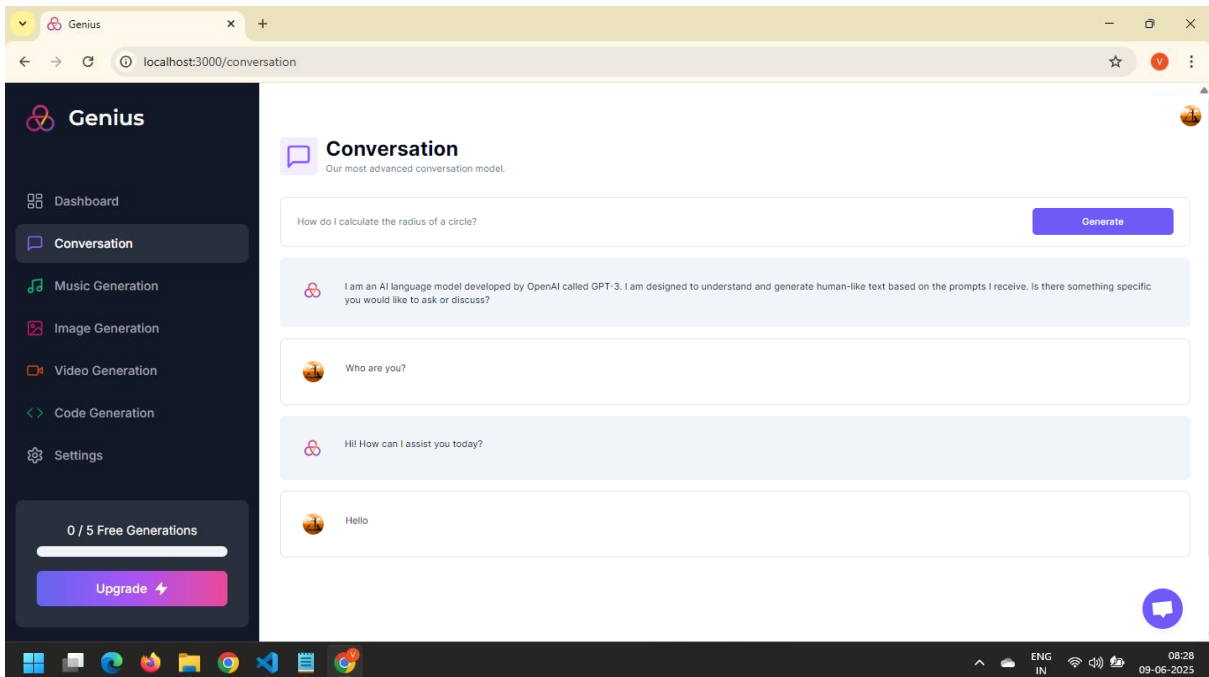 Genius
localhost:3000/conversation
V
Genius
Dashboard
Conversation
Music Generation
Image Generation
Video Generation
Code Generation
Settings
0 / 5 Free Generations
Upgrade
Conversation
Our most advanced conversation model.
How do I calculate the radius of a circle?
Generate
I am an AI language model developed by OpenAI called GPT-3. I am designed to understand and generate human-like text based on the prompts I receive. Is there something specific
you would like to ask or discuss?
Who are you?
Hi! How can I assist you today?
Hello
V
ENG
IN
08:28
09-06-2025